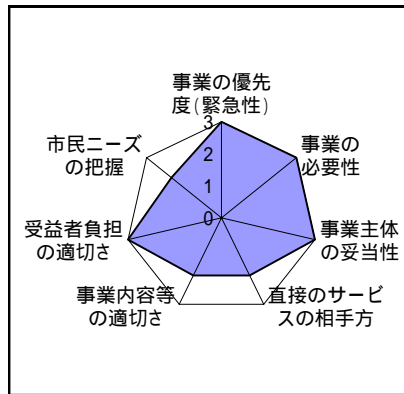 事業の優先
度(緊急性)
3
市民ニーズ
の把握
事業の
必要性
2
1
0
受益者負担
の適切さ
事業主体
の妥当性
事業内容等
の適切さ
直接のサービ
スの相手方